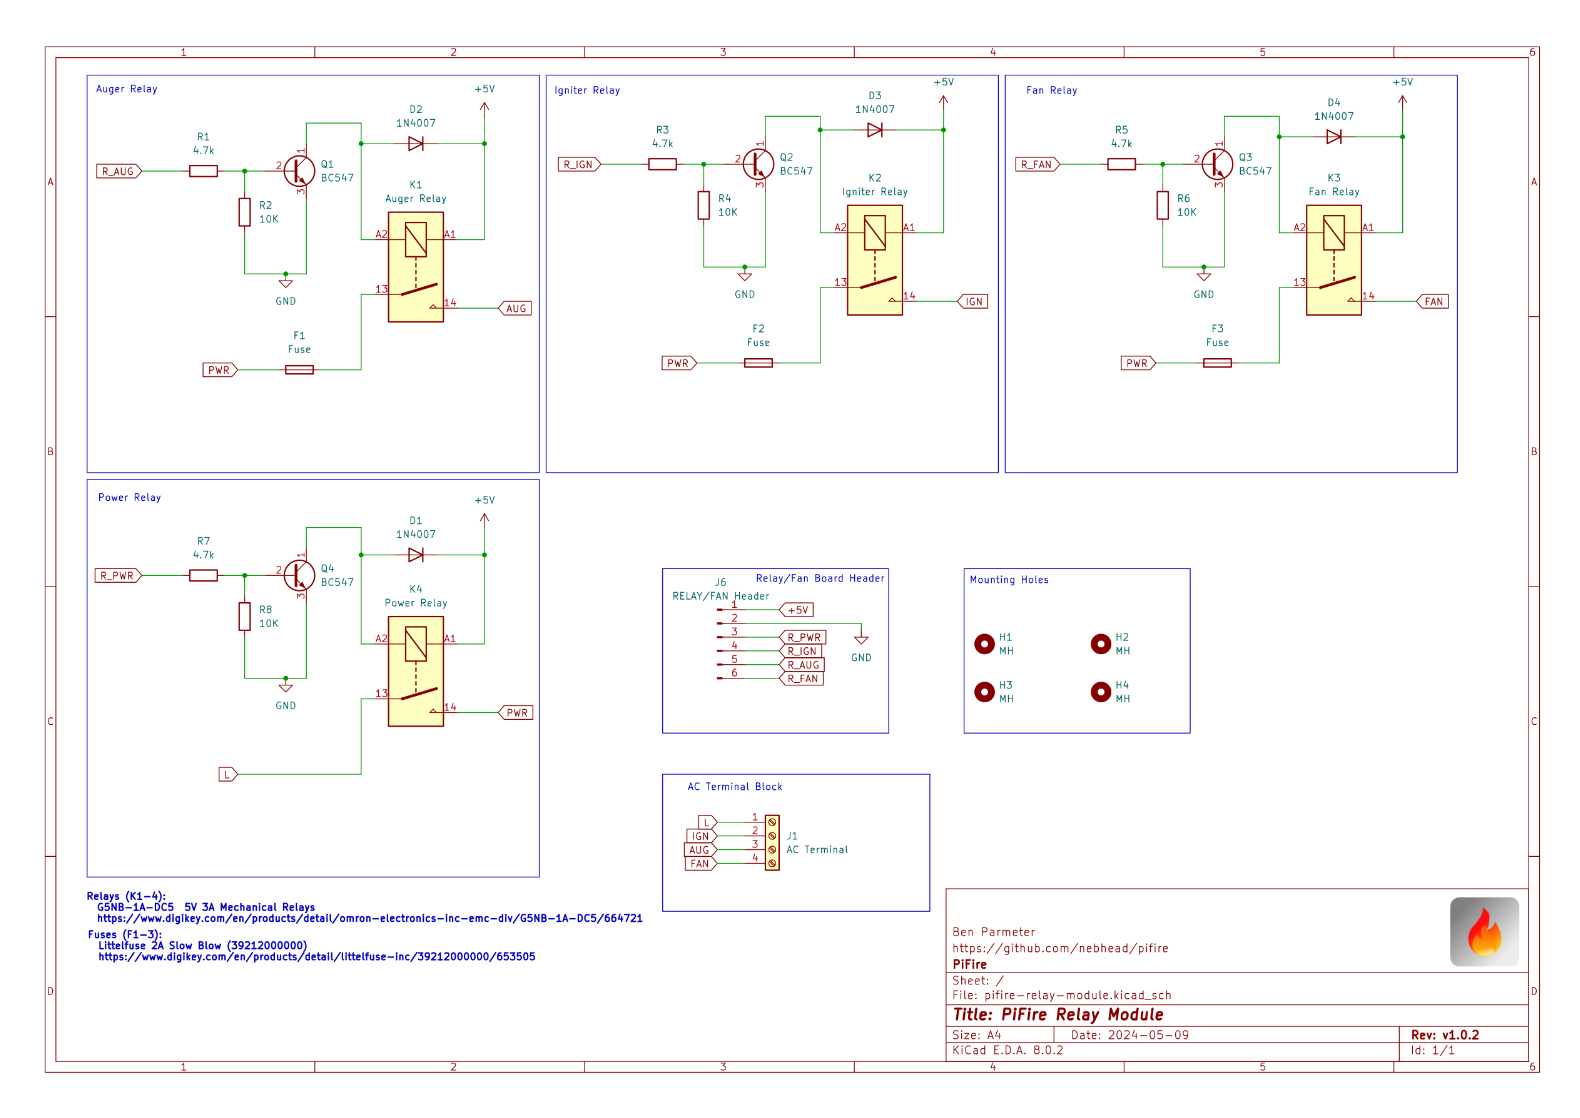 1 2 3 4 5 6
A
B
C
D
A
B
C
D
Auger Relay
+5V
D2
1N4007
R1
4.7k
R_AUG
Q1
BC547
1
2
3
R2
10K
K1
Auger Relay
A2
A1
GND
13
14
AUG
F1
Fuse
PWR
Igniter Relay
+5V
D3
1N4007
R3
4.7k
R_IGN
Q2
BC547
1
2
3
R4
10K
K2
Igniter Relay
A2
A1
GND
13
14
IGN
F2
Fuse
PWR
Fan Relay
+5V
D4
1N4007
R5
4.7k
R_FAN
Q3
BC547
1
2
3
R6
10K
K3
Fan Relay
A2
A1
GND
13
14
FAN
F3
Fuse
PWR
Power Relay
+5V
D1
1N4007
R7
4.7k
R_PWR
Q4
BC547
1
2
3
R8
10K
K4
Power Relay
A2
A1
GND
13
14
PWR
L
Relay/Fan Board Header
J6
RELAY/FAN Header
1 +5V
2
3 R_PWR
4 R_IGN
5 R_AUG
6 R_FAN
GND
Mounting Holes
H1
MH
H2
MH
H3
MH
H4
MH
AC Terminal Block
L 1
IGN 2
AUG 3
FAN 4
J1
AC Terminal
Relays (K1-4):
G5NB-1A-DC5 5V 3A Mechanical Relays
https://www.digikey.com/en/products/detail/omron-electronics-inc-emc-div/G5NB-1A-DC5/664721
Fuses (F1-3):
Littelfuse 2A Slow Blow (39212000000)
https://www.digikey.com/en/products/detail/littelfuse-inc/39212000000/653505
Ben Parmeter
https://github.com/nebhead/pifire
PiFire
Sheet: /
File: pifire-relay-module.kicad_sch
Title: PiFire Relay Module
Size: A4 Date: 2024-05-09 Rev: v1.0.2
KiCad E.D.A. 8.0.2 Id: 1/1
1 2 3 4 5 6